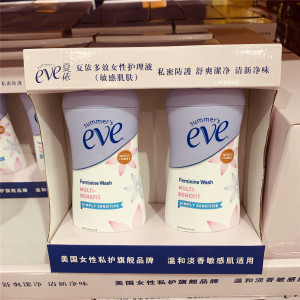 summer's
eve 夏依
夏依多效女性护理液
(敏感肌肤)
私密防護 舒爽潔净 清新净味
summer's
eve
Feminine Wash
MULTI-
BENEFIT
SIMPLY SENSITIVE
summer's
eve
Feminine Wash
MULTI-
BENEFIT
SIMPLY SENSITIVE
美国女性私护旗舰品牌 温和淡香敏感肌适用